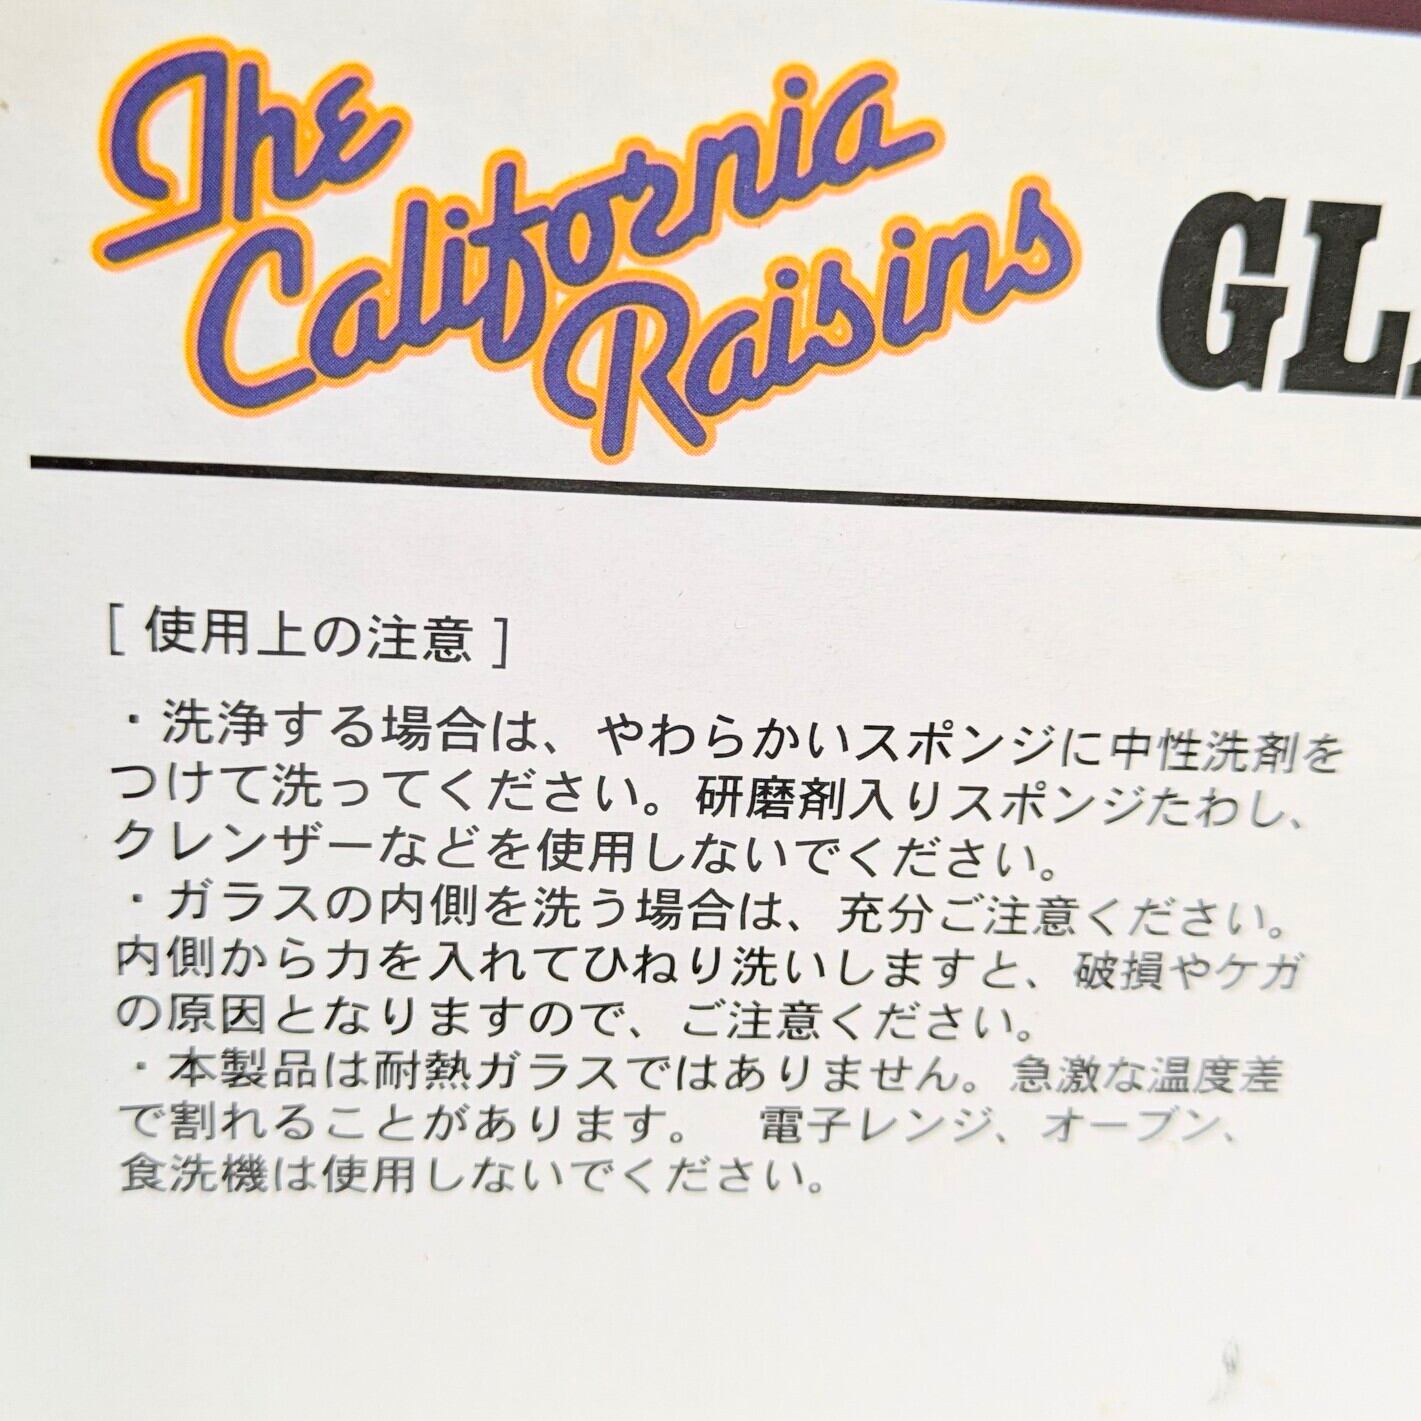 The
California
Raisins
GL
[ 使用上の注意 ]
・洗浄する場合は、やわらかいスポンジに中性洗剤を
つけて洗ってください。研磨剤入りスポンジたわし、
クレンザーなどを使用しないでください。
・ガラスの内側を洗う場合は、充分ご注意ください。
内側から力を入れてひねり洗いしますと、破損やケガ
の原因となりますので、ご注意ください。
・本製品は耐熱ガラスではありません。急激な温度差
で割れることがあります。　電子レンジ、オーブン、
食洗機は使用しないでください。